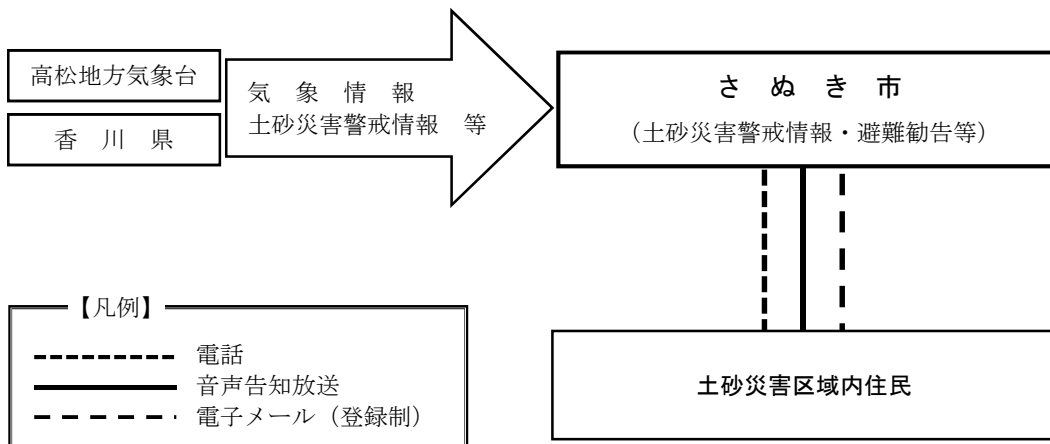 高松地方気象台
香　川　県
気　象　情　報
土砂災害警戒情報　等
さ　ぬ　き　市
（土砂災害警戒情報・避難勧告等）
【凡例】
電話
音声告知放送
電子メール（登録制）
土砂災害区域内住民